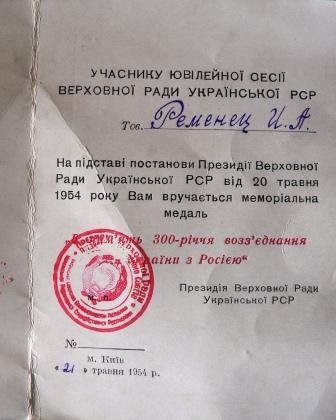 УЧАСНИКУ ЮВІЛЕЙНОЇ СЕСІЇ
ВЕРХОВНОЇ РАДИ УКРАЇНСЬКОЇ РСР
Тов. Ременец И. А.
На підставі постанови Президії Верховної
Ради Української РСР від 20 травня
1954 року Вам вручається меморіальна
медаль
300-річчя возз'єднання
України з Росією“
Президія Верховної Ради
Української РСР
М. П.
№
м. Київ
„21“ травня 1954 р.